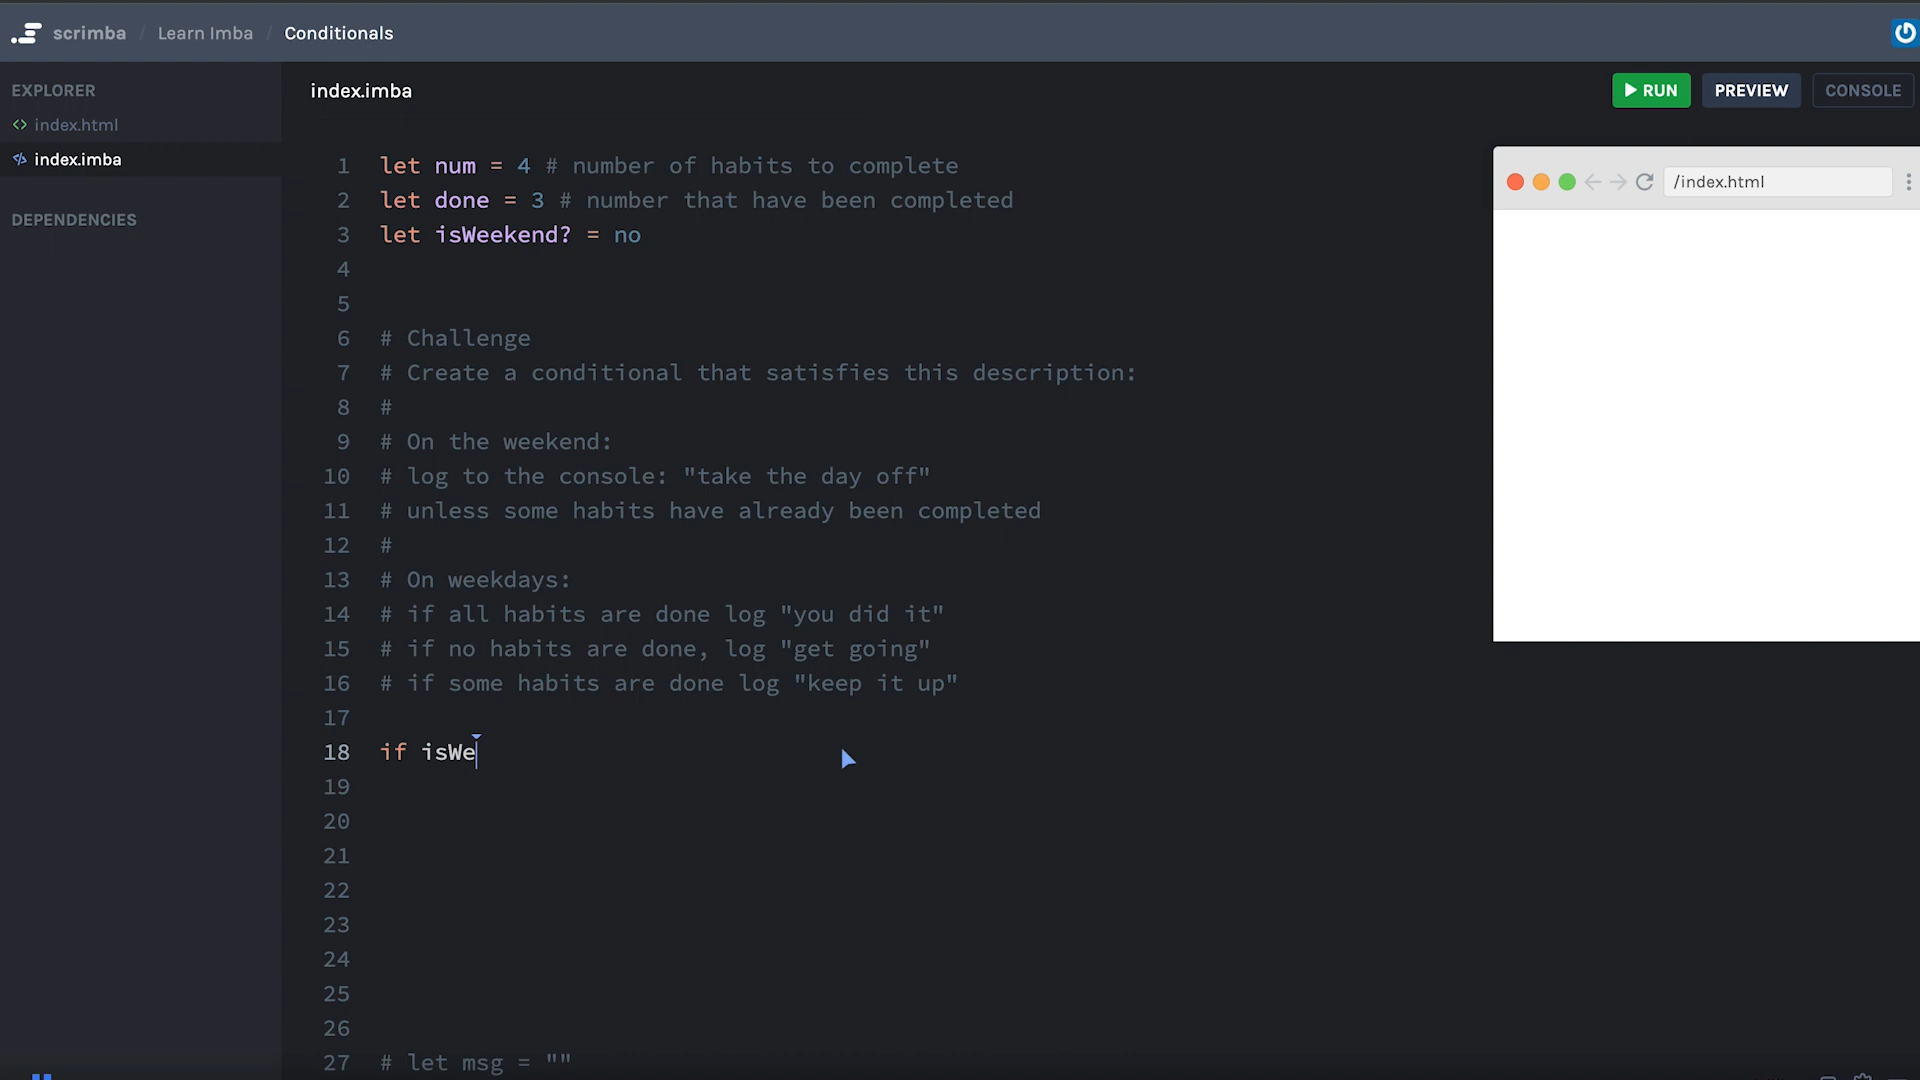 scrimba / Learn Imba / Conditionals
EXPLORER
index.html
index.imba
DEPENDENCIES
index.imba
RUN
PREVIEW
CONSOLE
/index.html
1 let num = 4 # number of habits to complete
2 let done = 3 # number that have been completed
3 let isWeekend? = no
4
5
6 # Challenge
7 # Create a conditional that satisfies this description:
8 #
9 # On the weekend:
10 # log to the console: "take the day off"
11 # unless some habits have already been completed
12 #
13 # On weekdays:
14 # if all habits are done log "you did it"
15 # if no habits are done, log "get going"
16 # if some habits are done log "keep it up"
17
18 if isWe
19
20
21
22
23
24
25
26
27 # let msg = ""